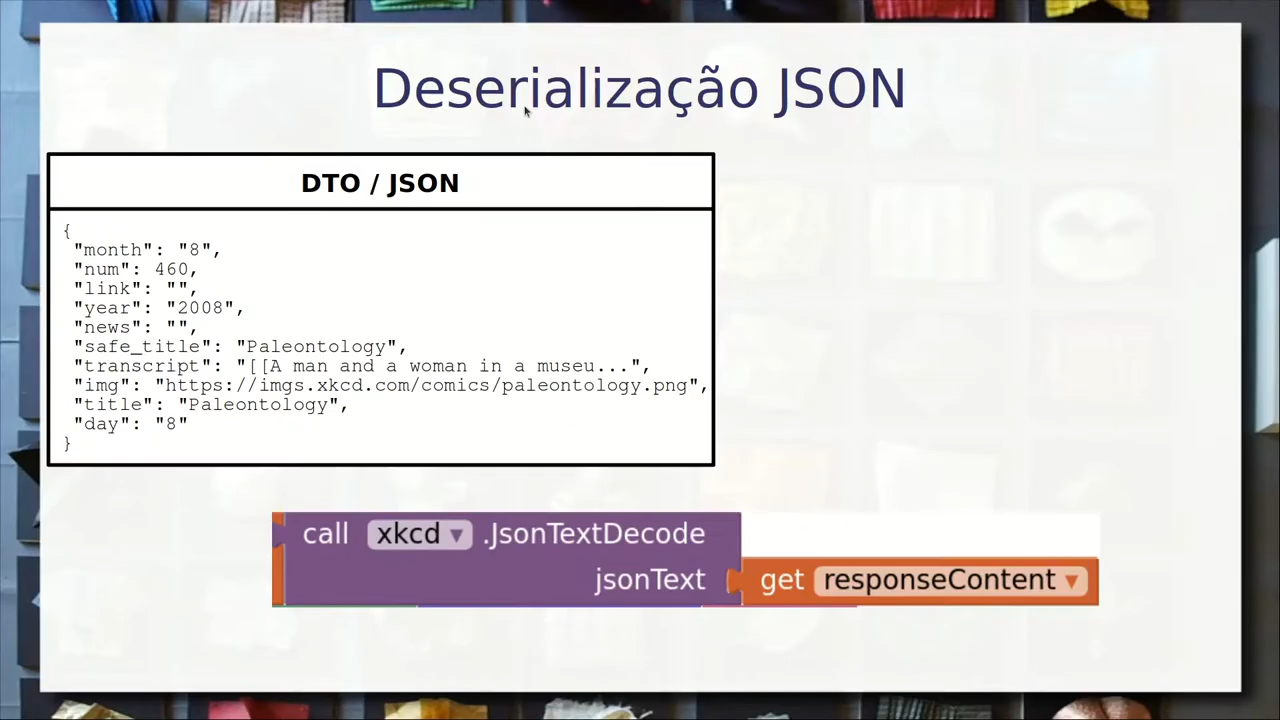 Deserialização JSON
DTO / JSON
{
"month": "8",
"num": 460,
"link": "",
"year": "2008",
"news": "",
"safe_title": "Paleontology",
"transcript": "[[A man and a woman in a museu...",
"img": "https://imgs.xkcd.com/comics/paleontology.png",
"title": "Paleontology",
"day": "8"
}
call xkcd ▾ .JsonTextDecode
jsonText get responseContent ▾